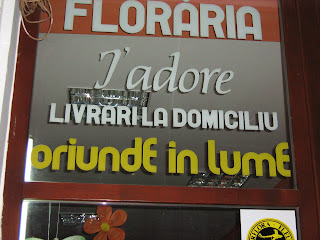 FLORARIA
J'adore
LIVRARI LA DOMICILIU
oriundE in lumE